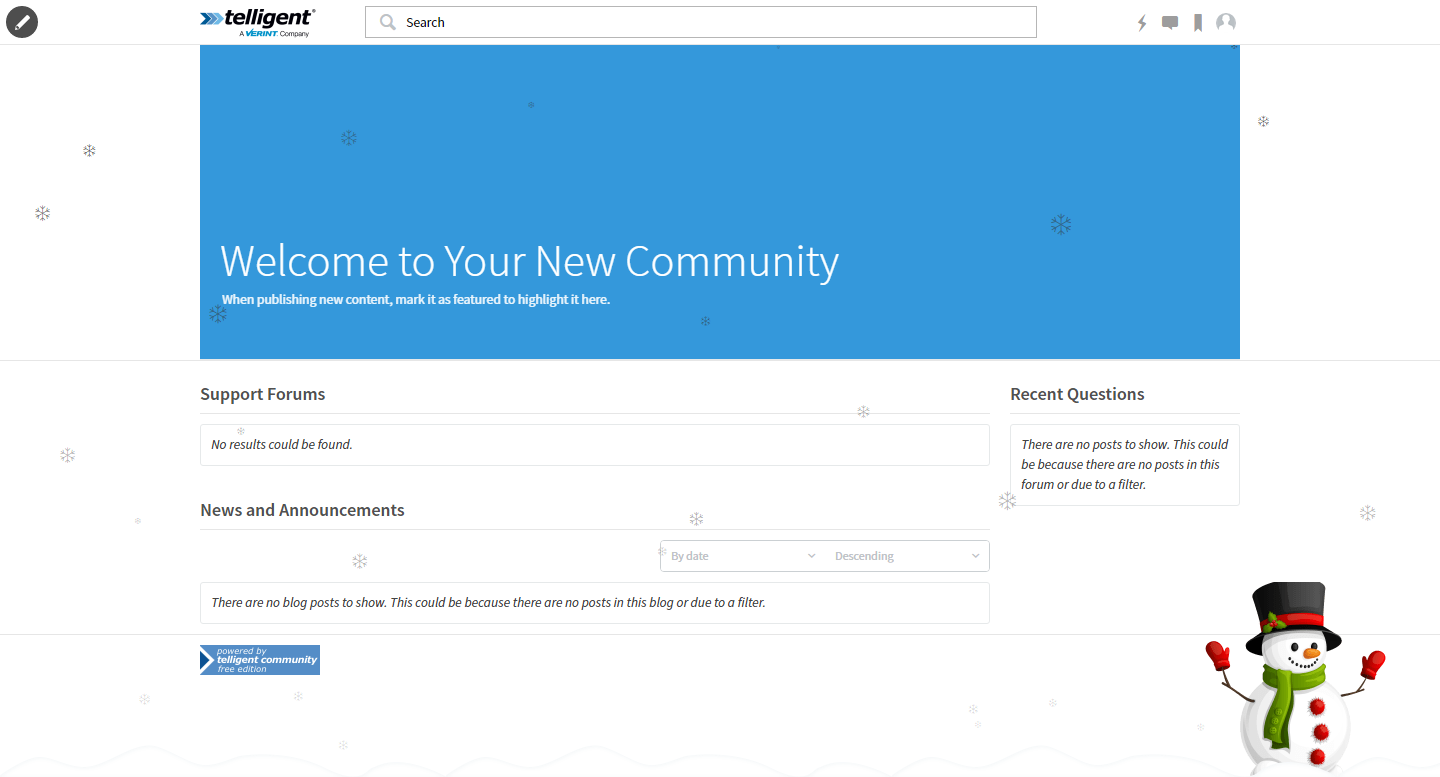 telligent®
A VERINT. Company
Search
Welcome to Your New Community
When publishing new content, mark it as featured to highlight it here.
Support Forums
No results could be found.
News and Announcements
By date
Descending
There are no blog posts to show. This could be because there are no posts in this blog or due to a filter.
Recent Questions
There are no posts to show. This could
be because there are no posts in this
forum or due to a filter.
powered by
telligent community
free edition